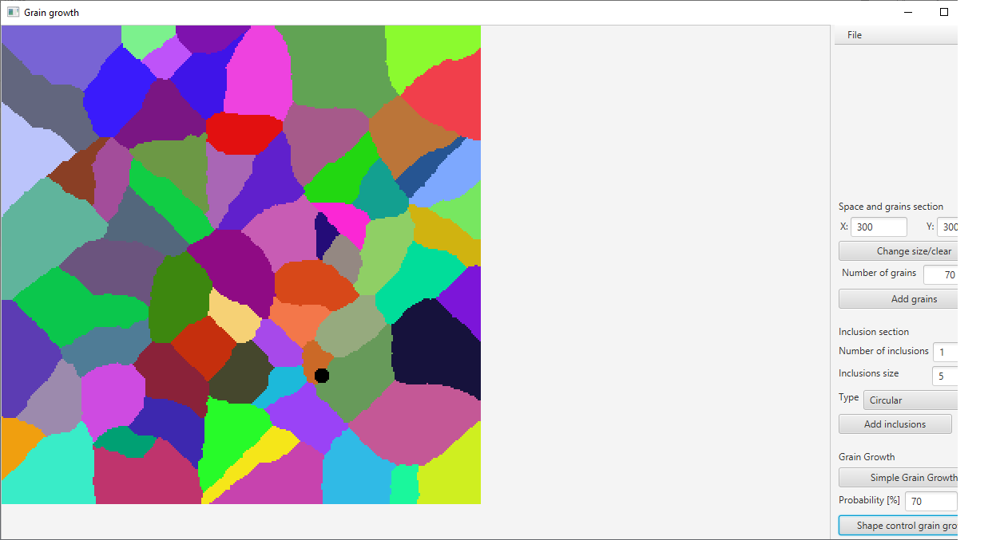 Grain growth
File
Space and grains section
X: 300 Y: 300
Change size/clear
Number of grains 70
Add grains
Inclusion section
Number of inclusions 1
Inclusions size 5
Type Circular
Add inclusions
Grain Growth
Simple Grain Growth
Probability [%] 70
Shape control grain gro